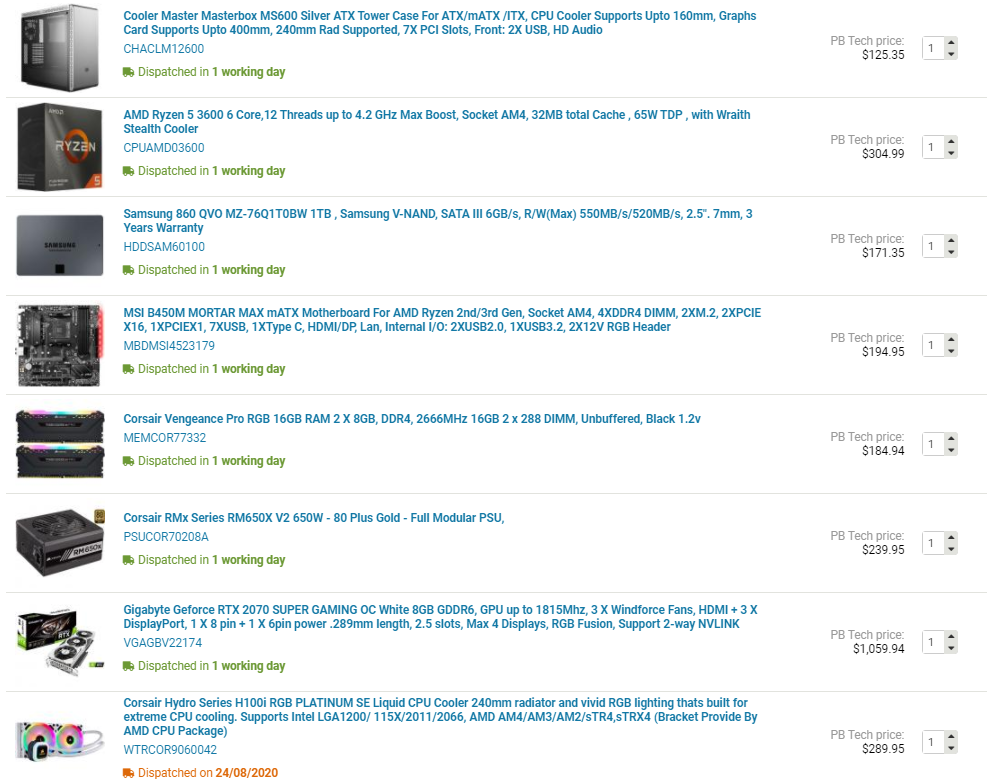 Cooler Master Masterbox MS600 Silver ATX Tower Case For ATX/mATX /ITX, CPU Cooler Supports Upto 160mm, Graphs
Card Supports Upto 400mm, 240mm Rad Supported, 7X PCI Slots, Front: 2X USB, HD Audio
CHACLM12600
Dispatched in 1 working day
PB Tech price:
$125.35
1
AMD Ryzen 5 3600 6 Core,12 Threads up to 4.2 GHz Max Boost, Socket AM4, 32MB total Cache , 65W TDP , with Wraith
Stealth Cooler
CPUAMD03600
Dispatched in 1 working day
PB Tech price:
$304.99
1
AMD
RYZEN
5
Samsung 860 QVO MZ-76Q1T0BW 1TB , Samsung V-NAND, SATA III 6GB/s, R/W(Max) 550MB/s/520MB/s, 2.5". 7mm, 3
Years Warranty
HDDSAM60100
Dispatched in 1 working day
PB Tech price:
$171.35
1
SAMSUNG
MSI B450M MORTAR MAX mATX Motherboard For AMD Ryzen 2nd/3rd Gen, Socket AM4, 4XDDR4 DIMM, 2XM.2, 2XPCIE
X16, 1XPCIEX1, 7XUSB, 1XType C, HDMI/DP, Lan, Internal I/O: 2XUSB2.0, 1XUSB3.2, 2X12V RGB Header
MBDMSI4523179
Dispatched in 1 working day
PB Tech price:
$194.95
1
Corsair Vengeance Pro RGB 16GB RAM 2 X 8GB, DDR4, 2666MHz 16GB 2 x 288 DIMM, Unbuffered, Black 1.2v
MEMCOR77332
Dispatched in 1 working day
PB Tech price:
$184.94
1
Corsair RMx Series RM650X V2 650W - 80 Plus Gold - Full Modular PSU,
PSUCOR70208A
Dispatched in 1 working day
PB Tech price:
$239.95
1
RM650x
Gigabyte Geforce RTX 2070 SUPER GAMING OC White 8GB GDDR6, GPU up to 1815Mhz, 3 X Windforce Fans, HDMI + 3 X
DisplayPort, 1 X 8 pin + 1 X 6pin power .289mm length, 2.5 slots, Max 4 Displays, RGB Fusion, Support 2-way NVLINK
VGAGBV22174
Dispatched in 1 working day
PB Tech price:
$1,059.94
1
RTX
Corsair Hydro Series H100i RGB PLATINUM SE Liquid CPU Cooler 240mm radiator and vivid RGB lighting thats built for
extreme CPU cooling. Supports Intel LGA1200/ 115X/2011/2066, AMD AM4/AM3/AM2/sTR4,sTRX4 (Bracket Provide By
AMD CPU Package)
WTRCOR9060042
Dispatched on 24/08/2020
PB Tech price:
$289.95
1